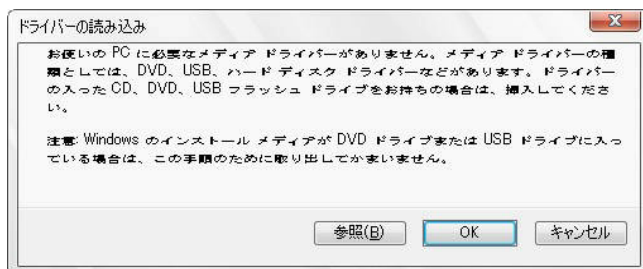 ドライバーの読み込み
お使いの PC に必要なメディア ドライバーがありません。メディア ドライバーの種
類としては、DVD、USB、ハード ディスク ドライバーなどがあります。ドライバー
の入った CD、DVD、USB フラッシュ ドライブをお持ちの場合は、挿入してくださ
い。
注意: Windows のインストール メディアが DVD ドライブまたは USB ドライブに入っ
ている場合は、この手順のために取り出してかまいません。
参照(B) OK キャンセル